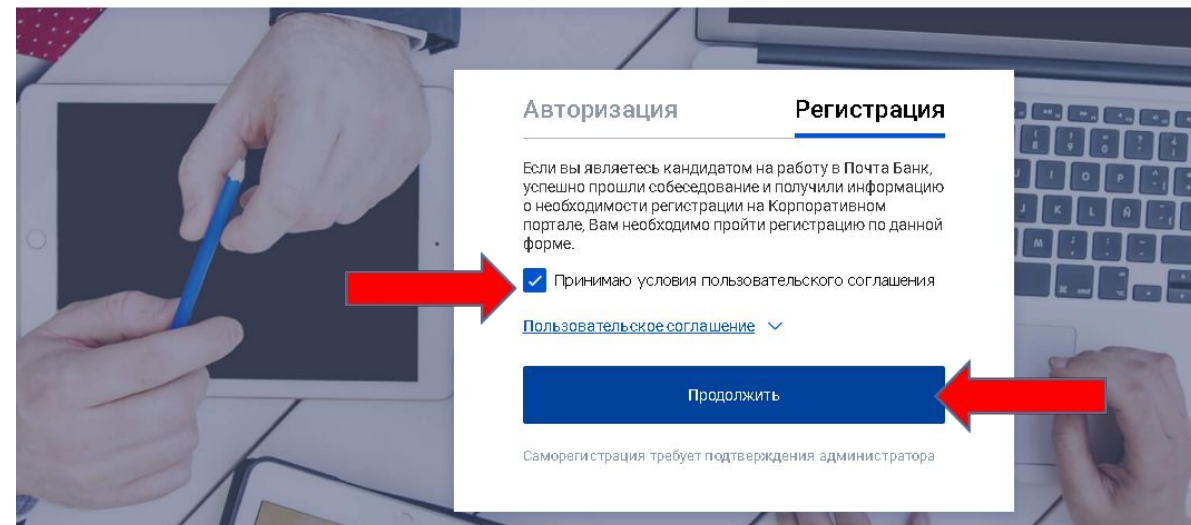 Авторизация Регистрация
Если вы являетесь кандидатом на работу в Почта Банк,
успешно прошли собеседование и получили информацию
о необходимости регистрации на Корпоративном
портале, Вам необходимо пройти регистрацию по данной
форме.
Принимаю условия пользовательского соглашения
Пользовательское соглашение
Продолжить
Саморегистрация требует подтверждения администратора